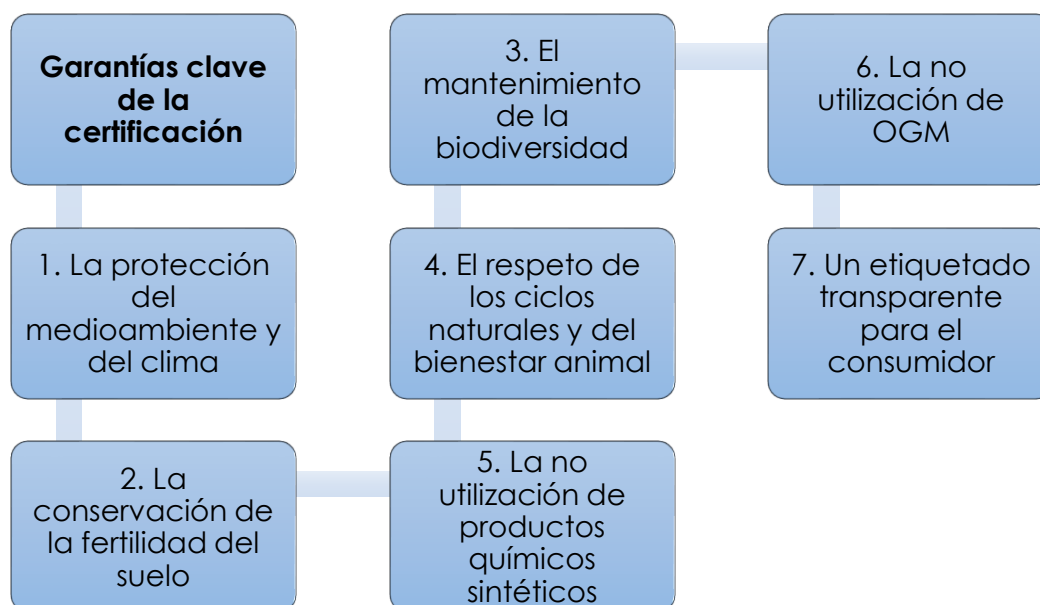 Garantías clave
de la
certificación
1. La protección
del
medioambiente y
del clima
2. La
conservación de
la fertilidad del
suelo
3. El
mantenimiento
de la
biodiversidad
4. El respeto de
los ciclos
naturales y del
bienestar animal
5. La no
utilización de
productos
químicos
sintéticos
6. La no
utilización de
OGM
7. Un etiquetado
transparente
para el
consumidor